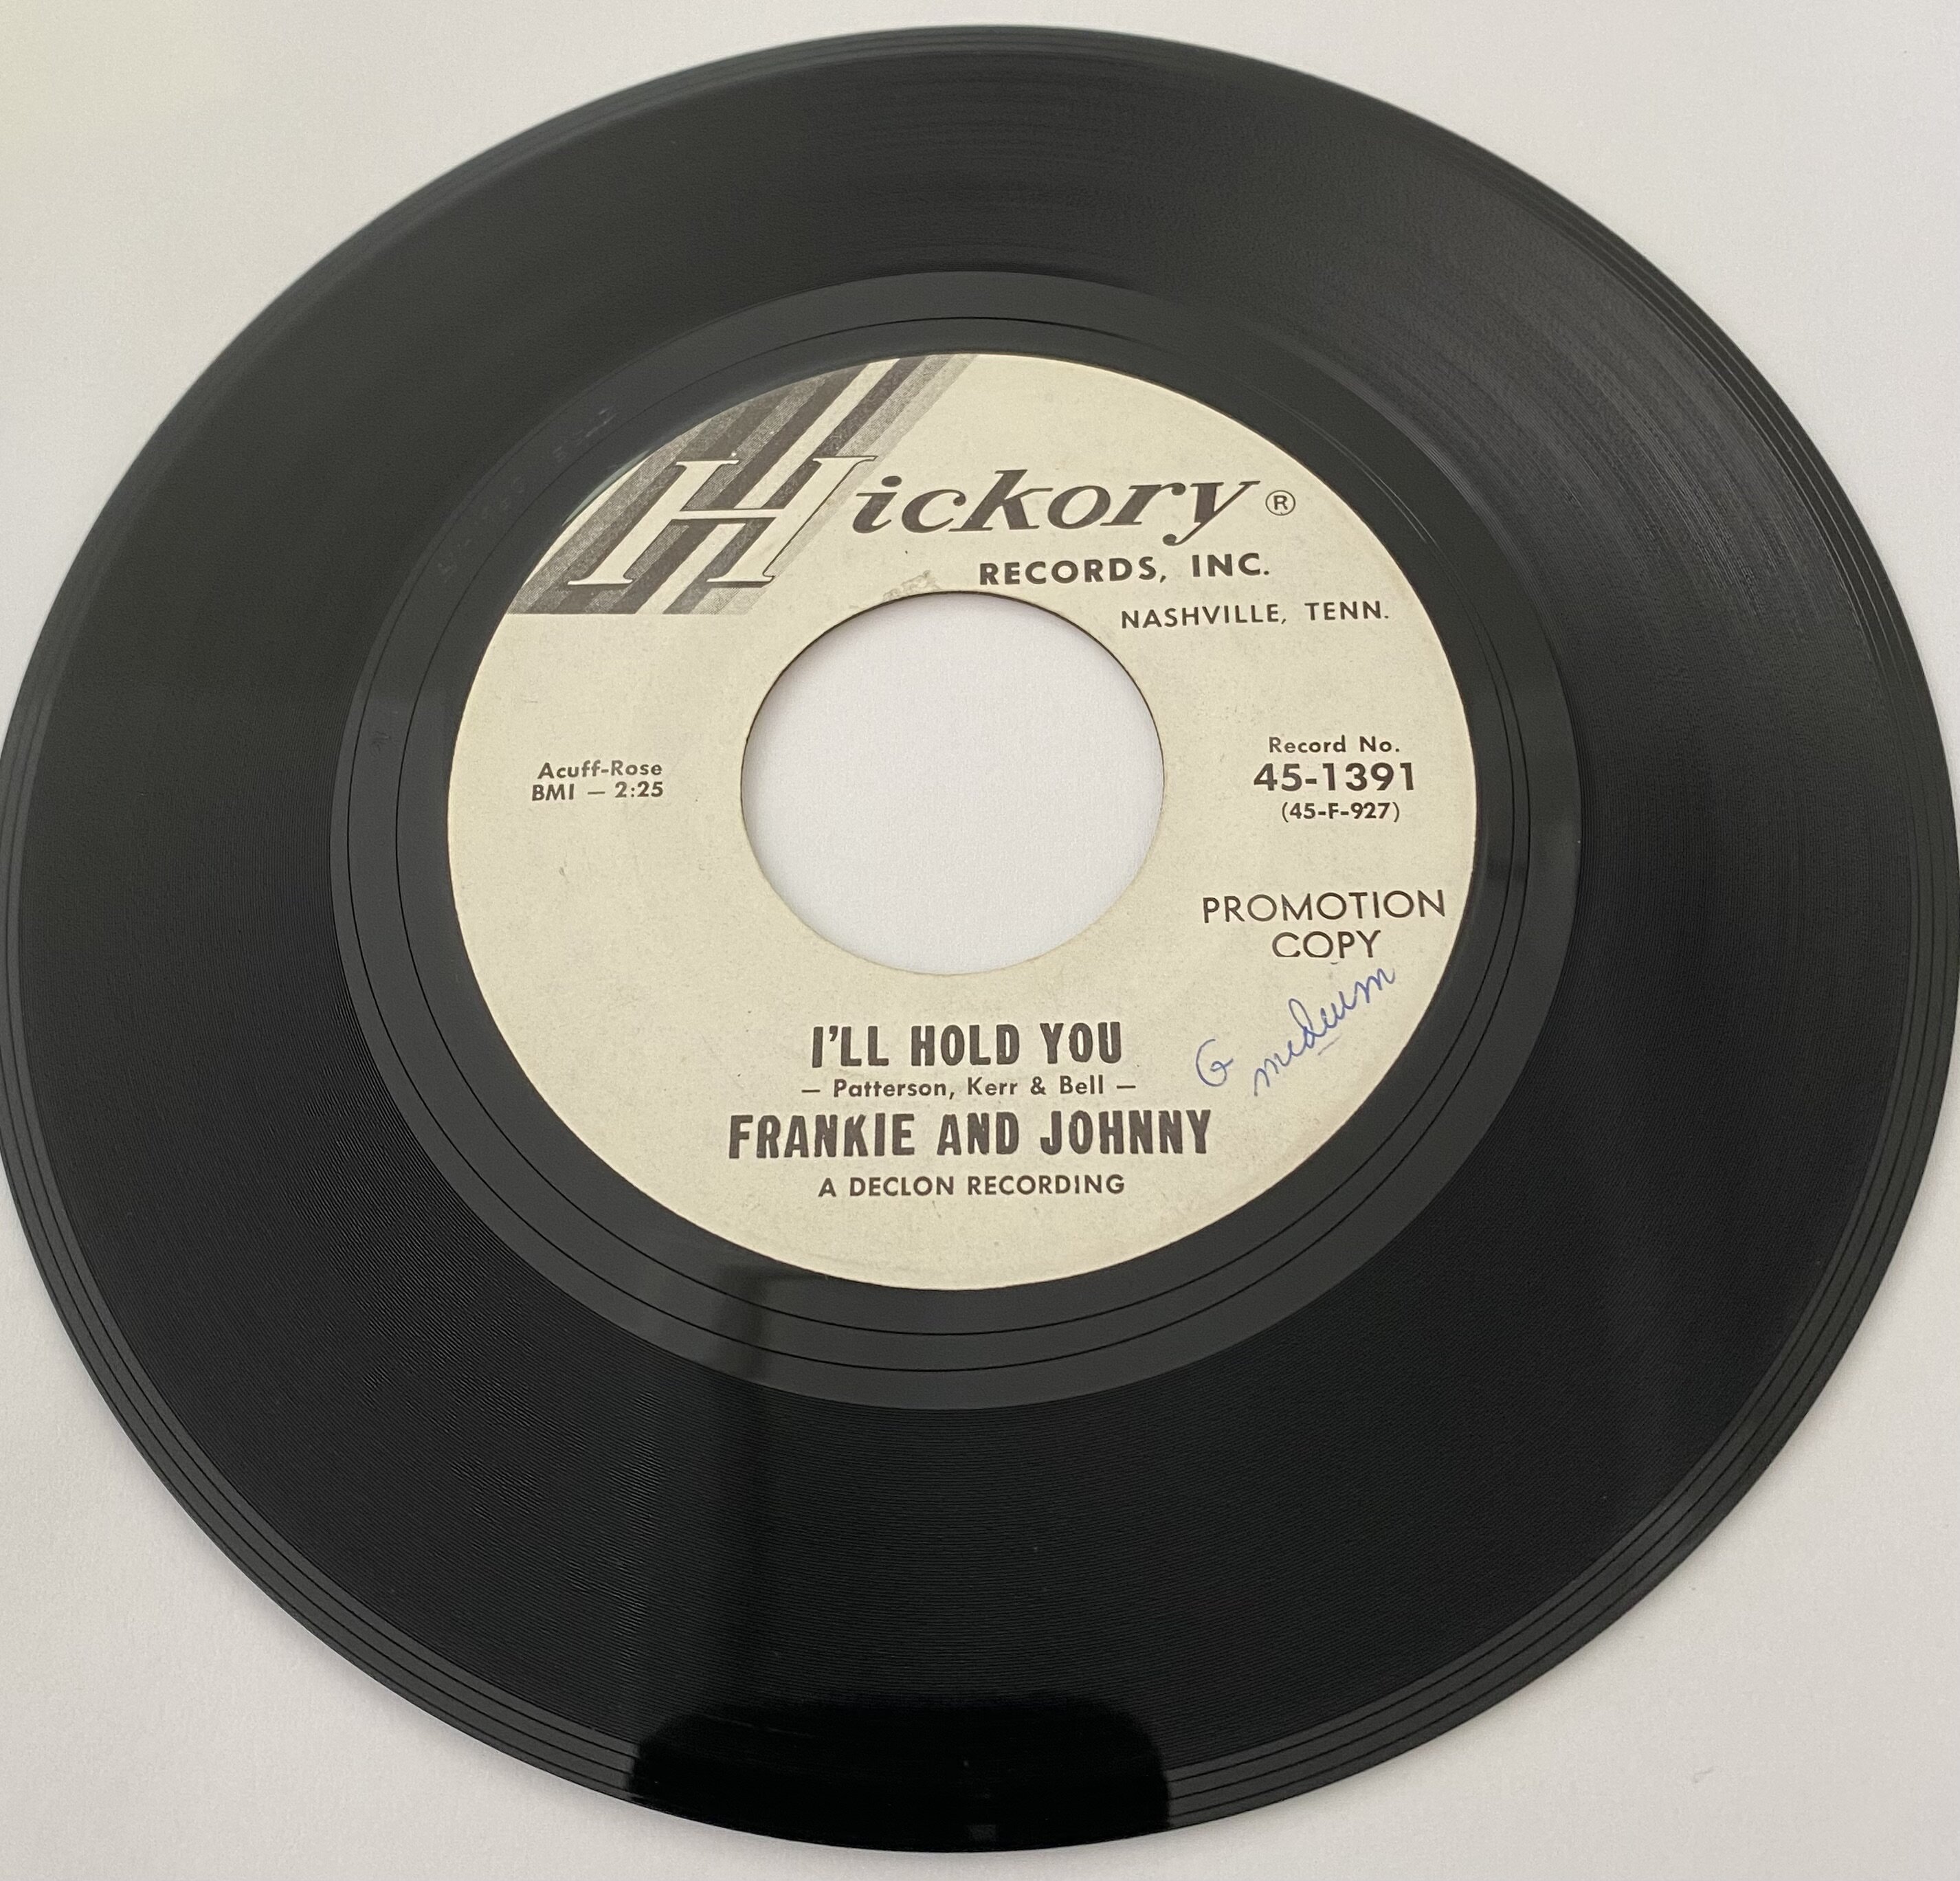 Hickory®
RECORDS, INC.
NASHVILLE, TENN.
Acuff-Rose
BMI — 2:25
Record No.
45-1391
(45-F-927)
PROMOTION
COPY
G medium
I'LL HOLD YOU
— Patterson, Kerr & Bell —
FRANKIE AND JOHNNY
A DECLON RECORDING